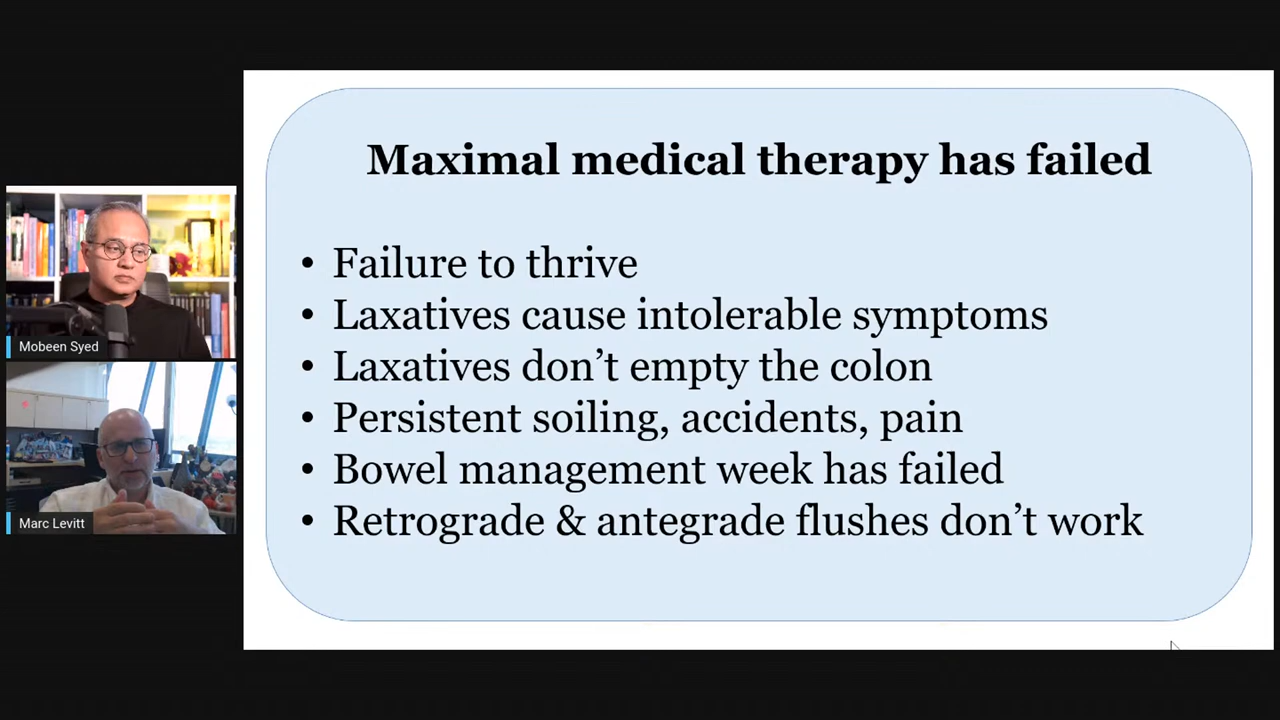 Maximal medical therapy has failed
• Failure to thrive
• Laxatives cause intolerable symptoms
• Laxatives don’t empty the colon
• Persistent soiling, accidents, pain
• Bowel management week has failed
• Retrograde & antegrade flushes don’t work
Mobeen Syed
Marc Levitt